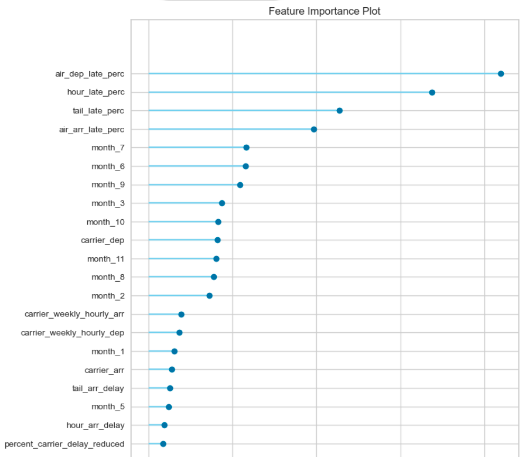 Feature Importance Plot
air_dep_late_perc
hour_late_perc
tail_late_perc
air_arr_late_perc
month_7
month_6
month_9
month_3
month_10
carrier_dep
month_11
month_8
month_2
carrier_weekly_hourly_arr
carrier_weekly_hourly_dep
month_1
carrier_arr
tail_arr_delay
month_5
hour_arr_delay
percent_carrier_delay_reduced